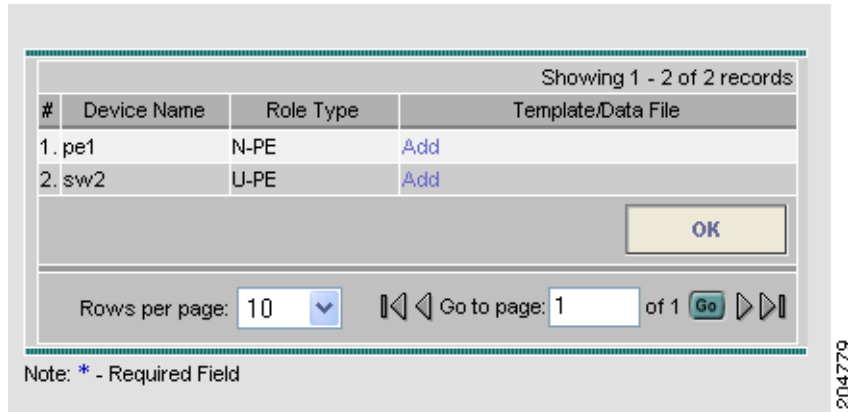 Showing 1 - 2 of 2 records
# Device Name Role Type Template/Data File
1. pe1 N-PE Add
2. sw2 U-PE Add
OK
Rows per page: 10 Go to page: 1 of 1 Go
Note: * - Required Field
204779